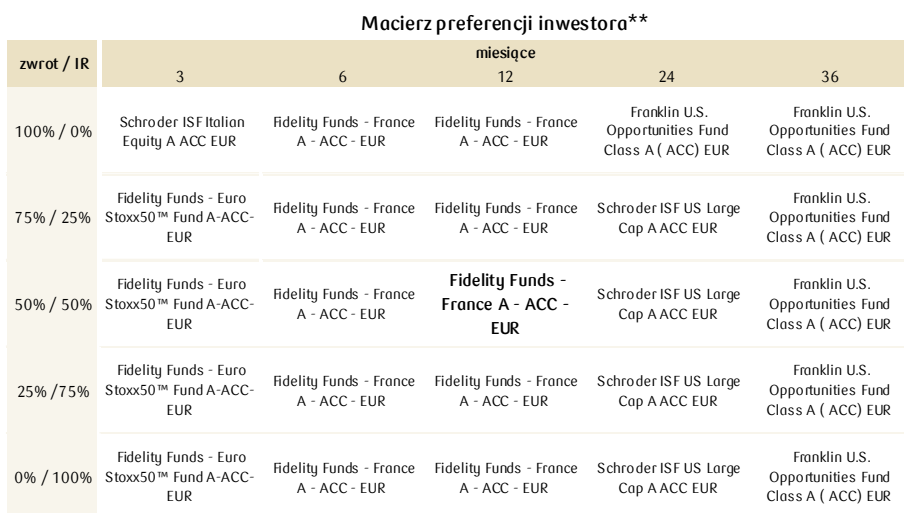 Macierz preferencji inwestora**
zwrot / IR
miesiące
3 6 12 24 36
100% / 0%
Schroder ISF Italian
Equity A ACC EUR
Fidelity Funds - France
A - ACC - EUR
Fidelity Funds - France
A - ACC - EUR
Franklin U.S.
Opportunities Fund
Class A ( ACC) EUR
Franklin U.S.
Opportunities Fund
Class A ( ACC) EUR
75% / 25%
Fidelity Funds - Euro
Stoxx50™ Fund A-ACC-
EUR
Fidelity Funds - France
A - ACC - EUR
Fidelity Funds - France
A - ACC - EUR
Schroder ISF US Large
Cap A ACC EUR
Franklin U.S.
Opportunities Fund
Class A ( ACC) EUR
50% / 50%
Fidelity Funds - Euro
Stoxx50™ Fund A-ACC-
EUR
Fidelity Funds - France
A - ACC - EUR
Fidelity Funds -
France A - ACC -
EUR
Schroder ISF US Large
Cap A ACC EUR
Franklin U.S.
Opportunities Fund
Class A ( ACC) EUR
25% /75%
Fidelity Funds - Euro
Stoxx50™ Fund A-ACC-
EUR
Fidelity Funds - France
A - ACC - EUR
Fidelity Funds - France
A - ACC - EUR
Schroder ISF US Large
Cap A ACC EUR
Franklin U.S.
Opportunities Fund
Class A ( ACC) EUR
0% / 100%
Fidelity Funds - Euro
Stoxx50™ Fund A-ACC-
EUR
Fidelity Funds - France
A - ACC - EUR
Fidelity Funds - France
A - ACC - EUR
Schroder ISF US Large
Cap A ACC EUR
Franklin U.S.
Opportunities Fund
Class A ( ACC) EUR